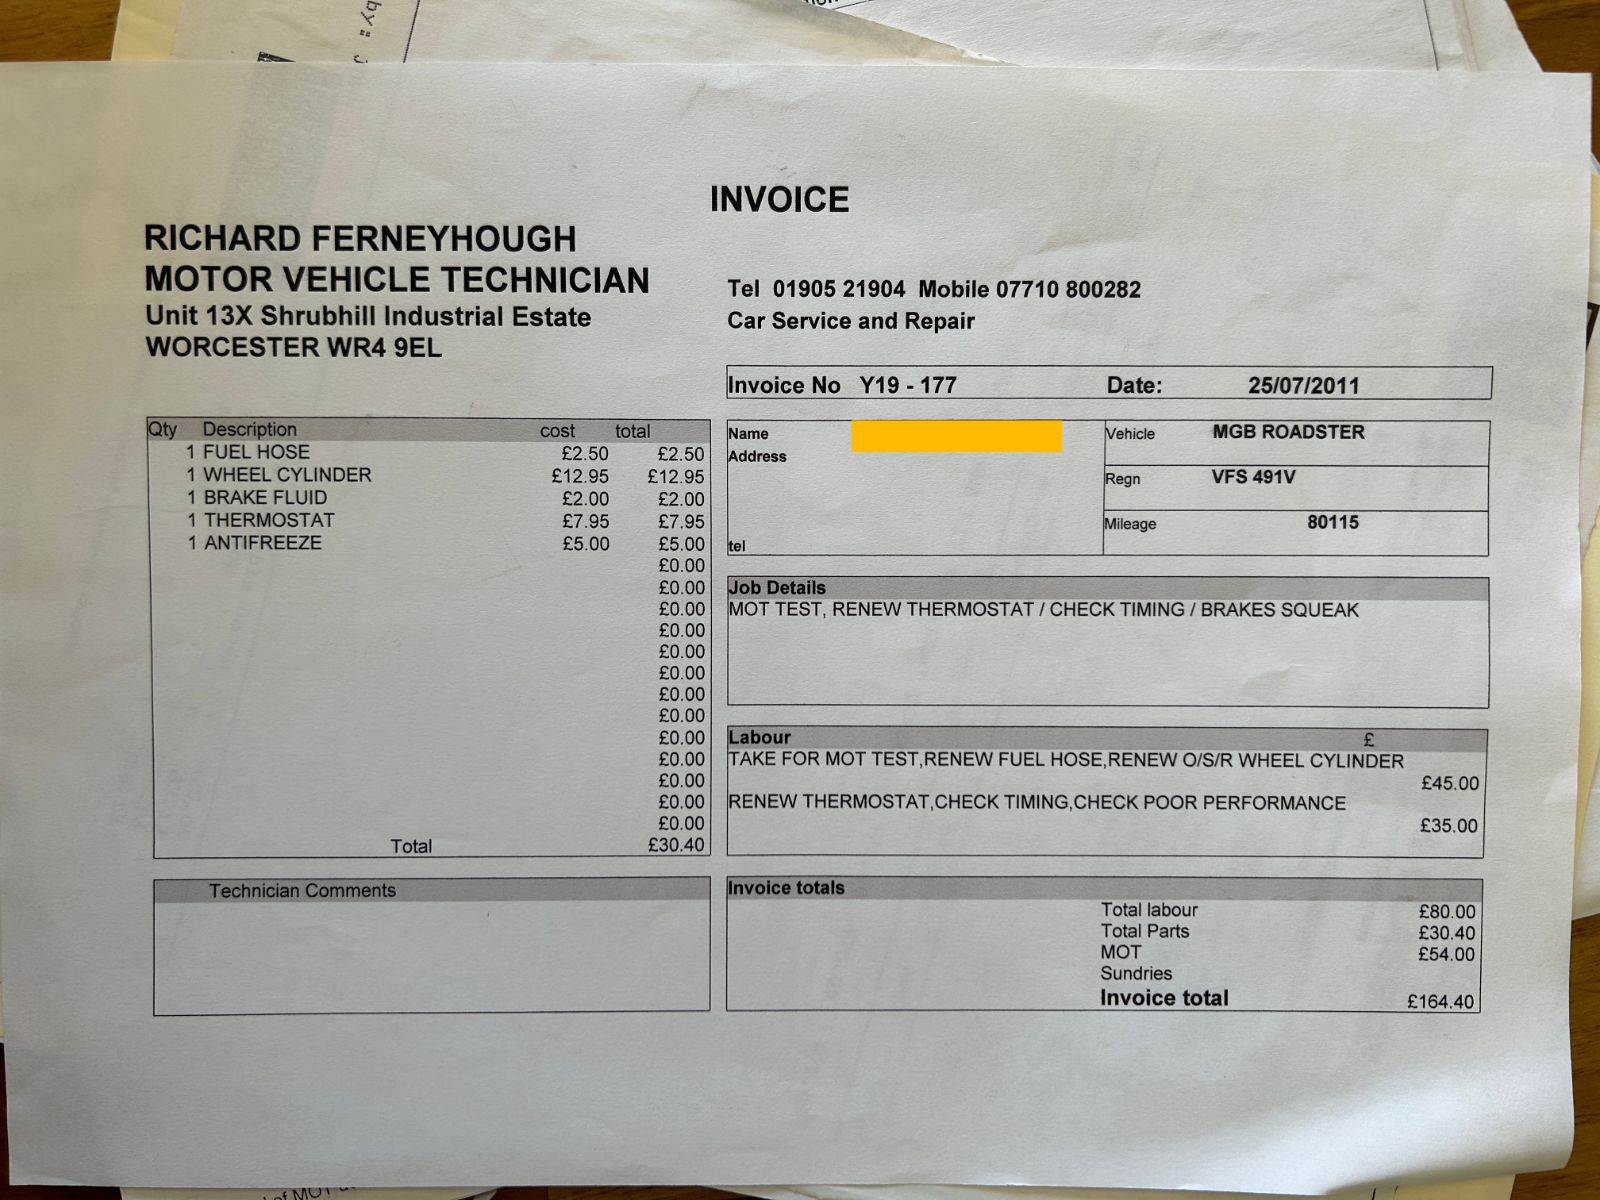 by:
INVOICE
RICHARD FERNEYHOUGH
MOTOR VEHICLE TECHNICIAN
Unit 13X Shrubhill Industrial Estate
WORCESTER WR4 9EL
Tel 01905 21904 Mobile 07710 800282
Car Service and Repair
Invoice No Y19 - 177 Date: 25/07/2011
Qty Description cost total
1 FUEL HOSE £2.50 £2.50
1 WHEEL CYLINDER £12.95 £12.95
1 BRAKE FLUID £2.00 £2.00
1 THERMOSTAT £7.95 £7.95
1 ANTIFREEZE £5.00 £5.00
£0.00
£0.00
£0.00
£0.00
£0.00
£0.00
£0.00
£0.00
£0.00
£0.00
£0.00
£0.00
£0.00
Total £30.40
Technician Comments
Name
Address
tel
Vehicle MGB ROADSTER
Regn VFS 491V
Mileage 80115
Job Details
MOT TEST, RENEW THERMOSTAT / CHECK TIMING / BRAKES SQUEAK
Labour £
TAKE FOR MOT TEST,RENEW FUEL HOSE,RENEW O/S/R WHEEL CYLINDER
£45.00
RENEW THERMOSTAT,CHECK TIMING,CHECK POOR PERFORMANCE
£35.00
Invoice totals
Total labour £80.00
Total Parts £30.40
MOT £54.00
Sundries
Invoice total £164.40
of MOT